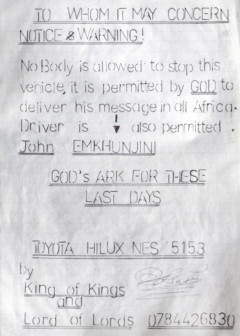 TO WHOM IT MAY CONCERN
NOTICE & WARNING!
No Body is allowed to stop this
vehicle, it is permitted by GOD to
deliver his message in all Africa.
Driver is also permitted.
John EMKHUNJINI
GOD's ARK FOR THESE
LAST DAYS
TOYOTA HILUX NES 5153
by
King of Kings
and
Lord of Lords 0784426830